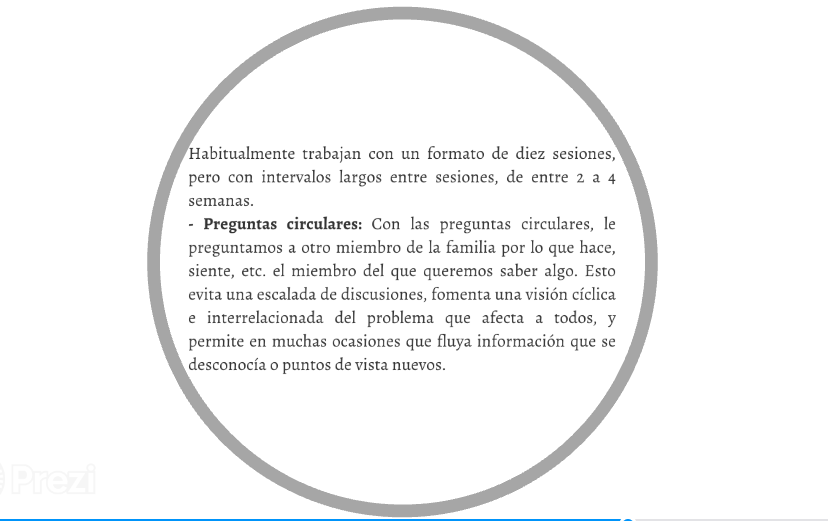 Habitualmente trabajan con un formato de diez sesiones,
pero con intervalos largos entre sesiones, de entre 2 a 4
semanas.
- Preguntas circulares: Con las preguntas circulares, le
preguntamos a otro miembro de la familia por lo que hace,
siente, etc. el miembro del que queremos saber algo. Esto
evita una escalada de discusiones, fomenta una visión cíclica
e interrelacionada del problema que afecta a todos, y
permite en muchas ocasiones que fluya información que se
desconocía o puntos de vista nuevos.
Prezi